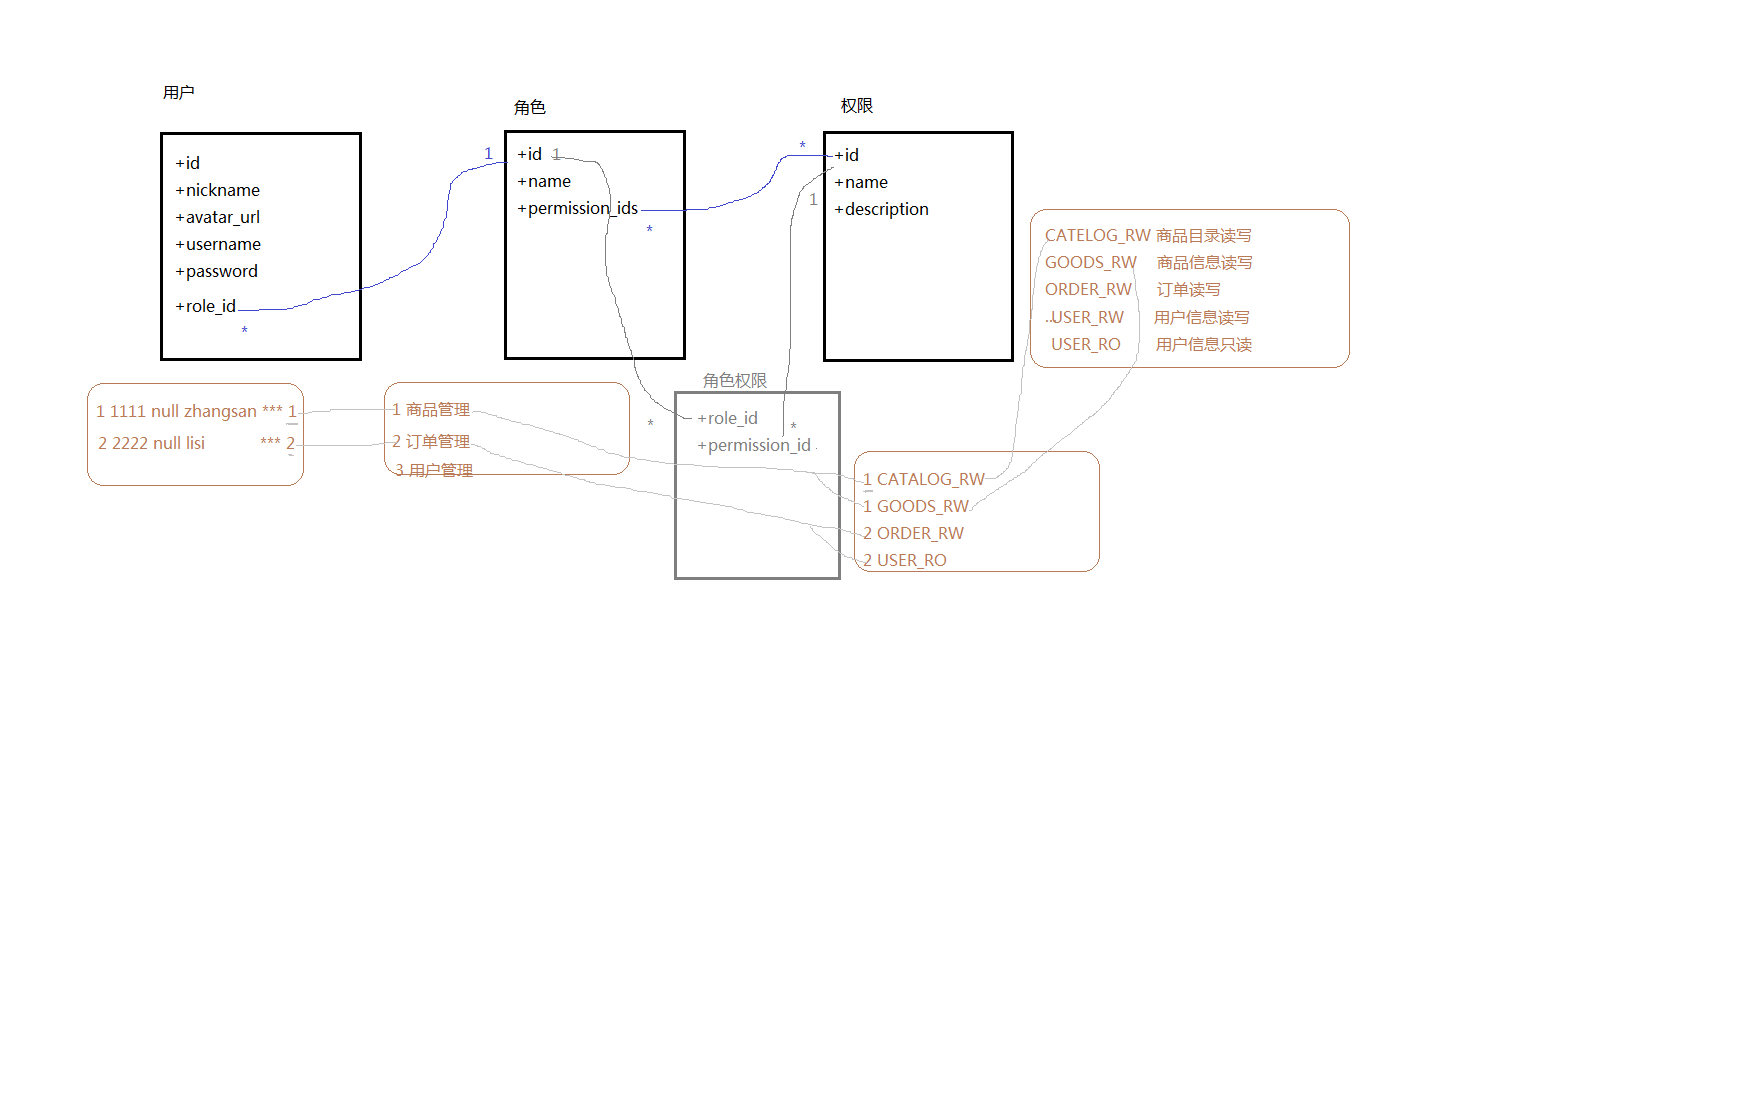 用户
+id
+nickname
+avatar_url
+username
+password
+role_id
*
1
角色
+id 1
+name
+permission_ids
*
权限
*
+id
+name
+description
1
CATELOG_RW 商品目录读写
GOODS_RW 商品信息读写
ORDER_RW 订单读写
..USER_RW 用户信息读写
USER_RO 用户信息只读
1 1111 null zhangsan *** 1
2 2222 null lisi *** 2
1 商品管理
2 订单管理
3 用户管理
角色权限
*
+role_id
*
+permission_id
1 CATALOG_RW
1 GOODS_RW
2 ORDER_RW
2 USER_RO